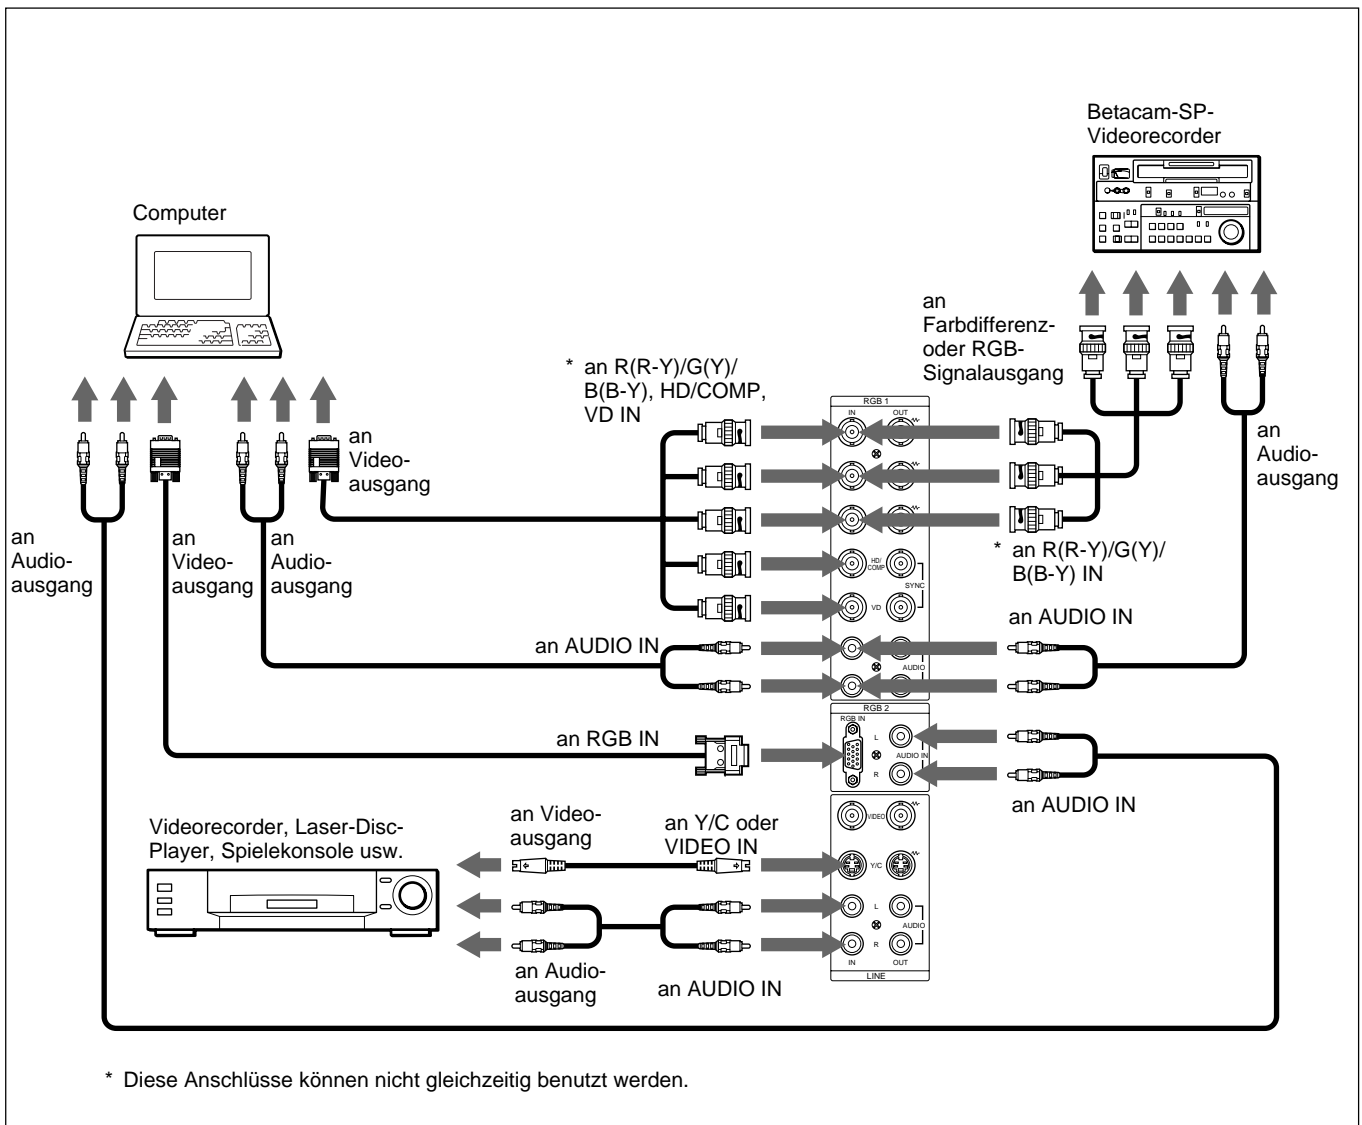 Betacam-SP-
Videorecorder
Computer
an
Farbdifferenz-
oder RGB-
Signalausgang
* an R(R-Y)/G(Y)/
B(B-Y), HD/COMP,
VD IN
an
Video-
ausgang
an
Audio-
ausgang
an
Audio-
ausgang
an
Video-
ausgang
an
Audio-
ausgang
RGB 1
IN
OUT
HD/
COMP
SYNC
VD
AUDIO
* an R(R-Y)/G(Y)/
B(B-Y) IN
an AUDIO IN
an AUDIO IN
RGB 2
RGB IN
L
AUDIO IN
R
an RGB IN
an AUDIO IN
Videorecorder, Laser-Disc-
Player, Spielekonsole usw.
an Video-
ausgang
an Y/C oder
VIDEO IN
VIDEO
Y/C
L
AUDIO
R
IN
OUT
LINE
an Audio-
ausgang
an AUDIO IN
* Diese Anschlüsse können nicht gleichzeitig benutzt werden.